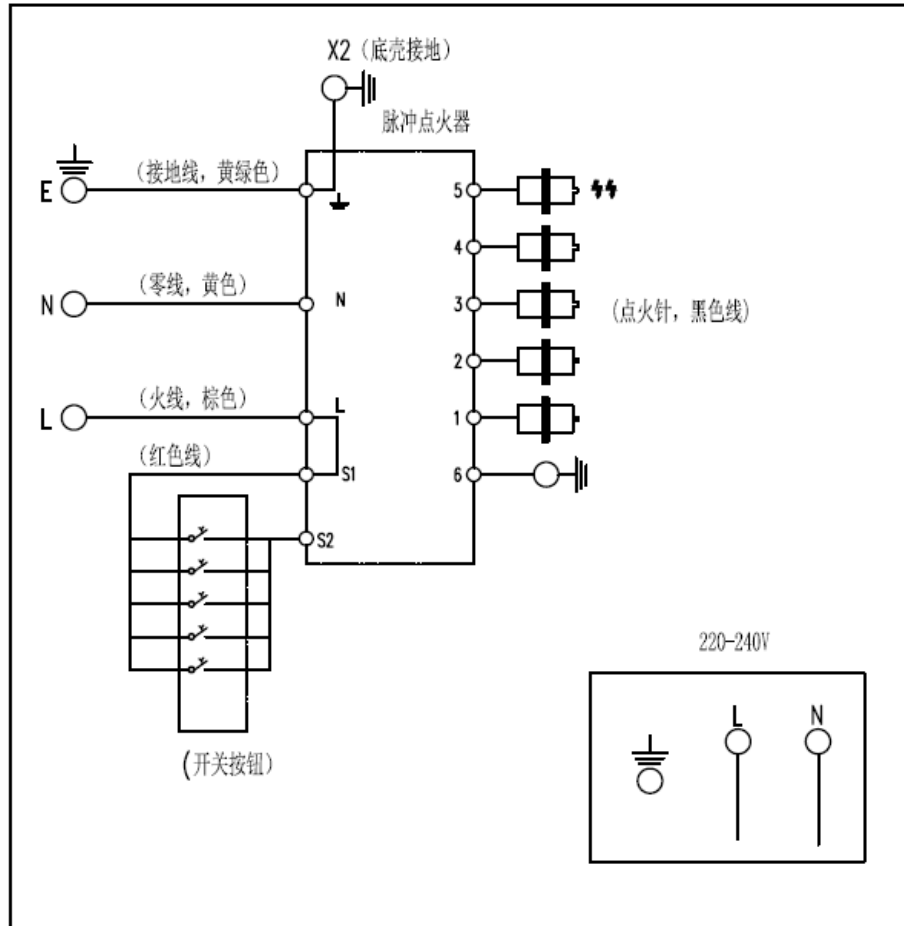 X2（底壳接地）
脉冲点火器
E
（接地线，黄绿色）
5
4
N
（零线，黄色）
N
3
（点火针，黑色线）
2
L
（火线，棕色）
L
1
（红色线）
S1
6
S2
（开关按钮）
220-240V
L
N